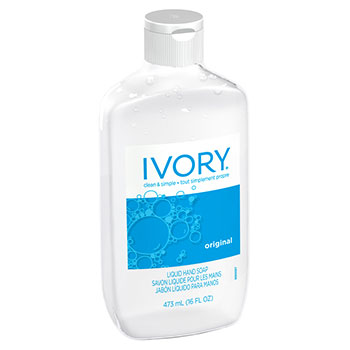 IVORY®
clean & simple • tout simplement propre
original
LIQUID HAND SOAP
SAVON LIQUIDE POUR LES MAINS
JABÓN LÍQUIDO PARA MANOS
473 mL (16 FL OZ)